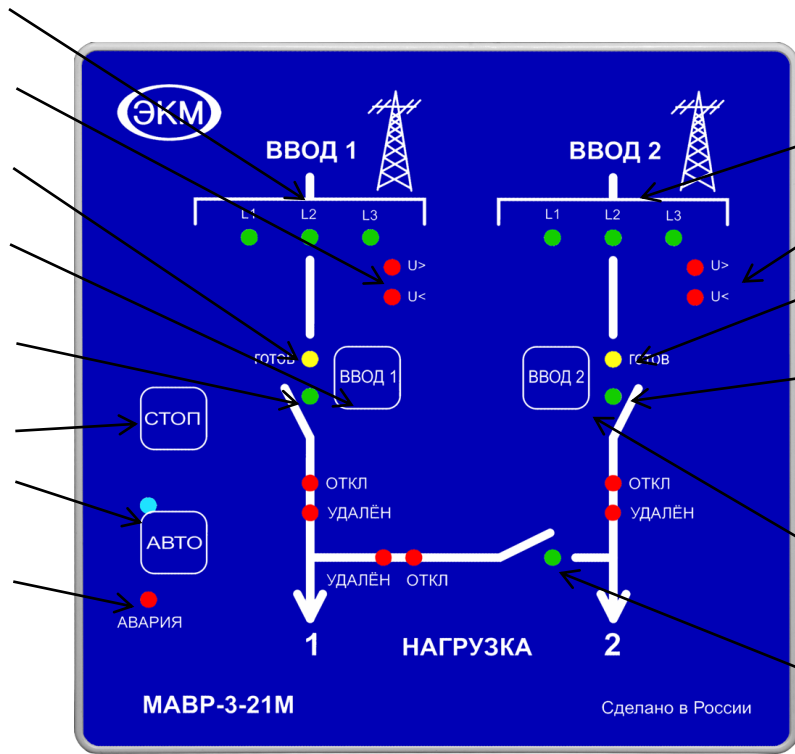 ЭКМ
ВВОД 1
ВВОД 2
L1 L2 L3
L1 L2 L3
U>
U>
U<
U<
ГОТОВ
ГОТОВ
ВВОД 1
ВВОД 2
СТОП
ОТКЛ
ОТКЛ
УДАЛЁН
УДАЛЁН
АВТО
УДАЛЁН ОТКЛ
АВАРИЯ
1 НАГРУЗКА 2
МАВР-3-21М
Сделано в России